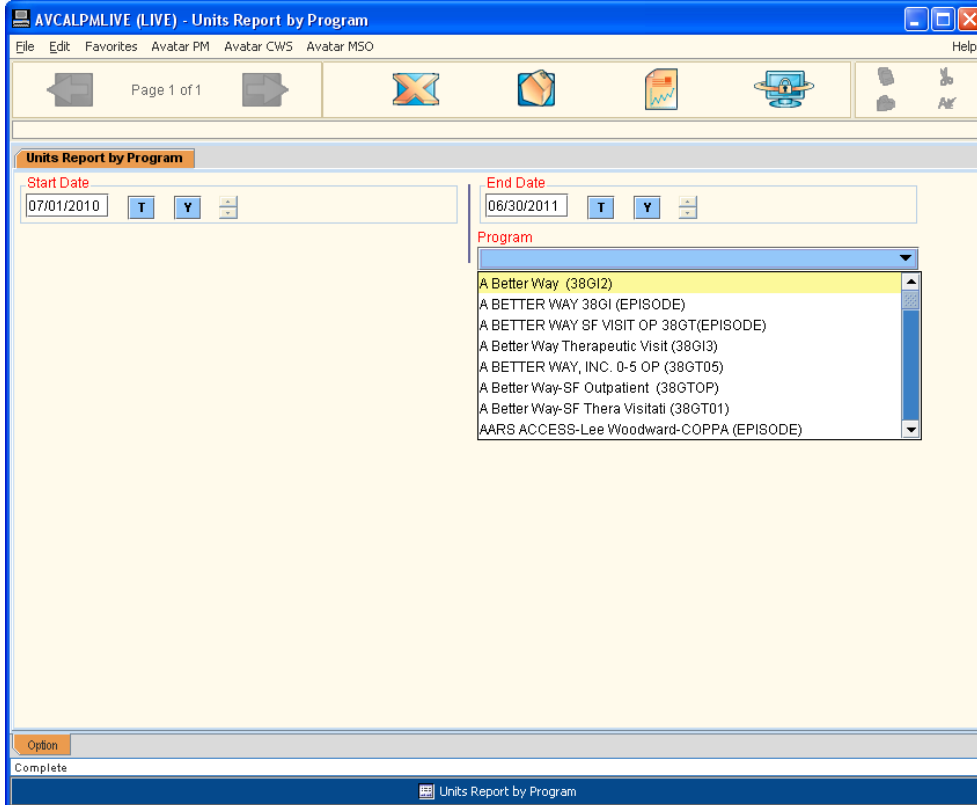 AVCALPMLIVE (LIVE) - Units Report by Program
File Edit Favorites Avatar PM Avatar CWS Avatar MSO Help
Page 1 of 1
Units Report by Program
Start Date
07/01/2010 T Y
End Date
06/30/2011 T Y
Program
A Better Way (38GI2)
A BETTER WAY 38GI (EPISODE)
A BETTER WAY SF VISIT OP 38GT(EPISODE)
A Better Way Therapeutic Visit (38GI3)
A BETTER WAY, INC. 0-5 OP (38GT05)
A Better Way-SF Outpatient (38GTOP)
A Better Way-SF Thera Visitati (38GT01)
AARS ACCESS-Lee Woodward-COPPA (EPISODE)
Option
Complete
Units Report by Program